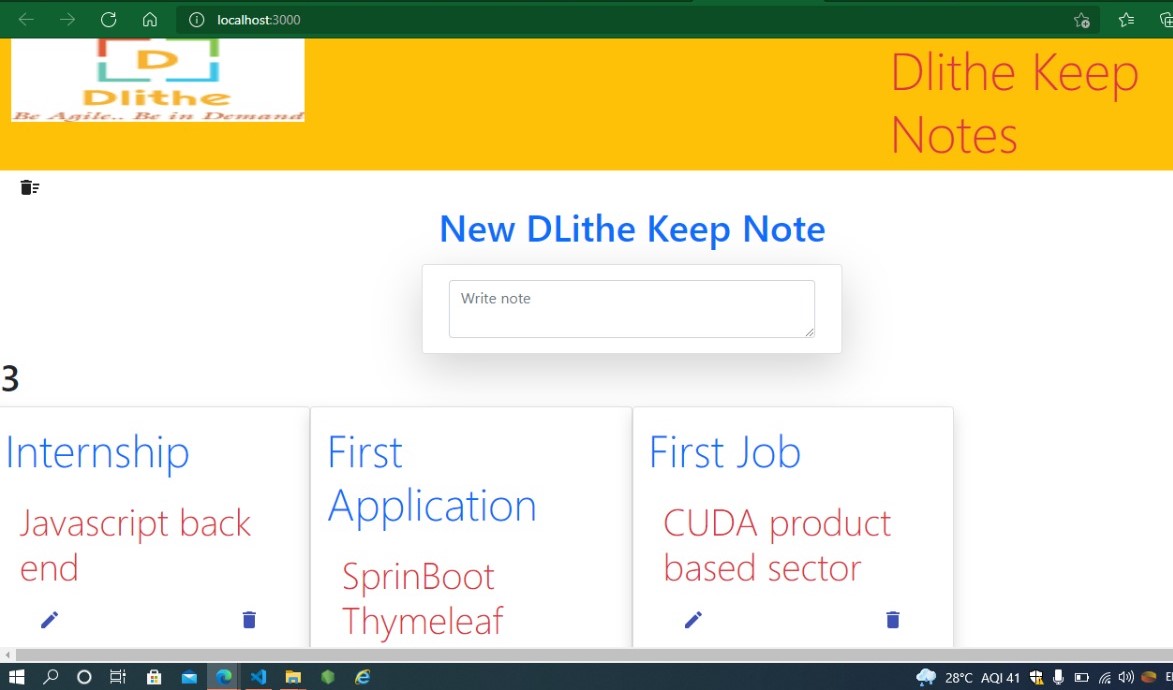 localhost:3000
D
Dlithe
Be Agile.. Be in Demand
Dlithe Keep
Notes
New DLithe Keep Note
Write note
3
Internship
Javascript back
end
First
Application
SprinBoot
Thymeleaf
First Job
CUDA product
based sector
28°C AQI 41